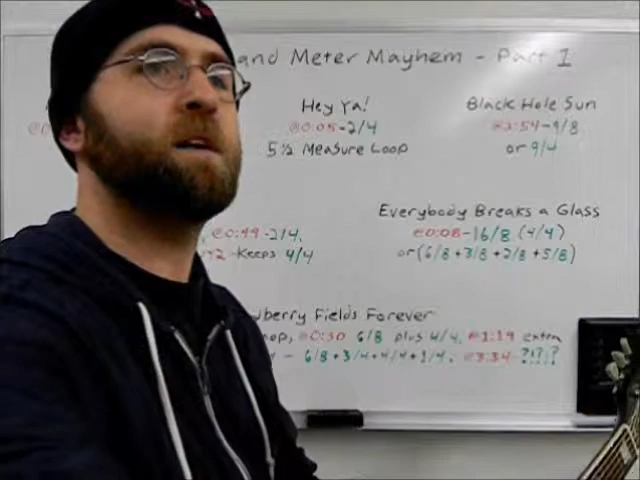 and Meter Mayhem - Part I
Hey Ya!
@0:05-2/4
5½ Measure Loop
Black Hole Sun
@2:54-9/8
or 9/4
@0:49-2/4,
Keeps 4/4
Everybody Breaks a Glass
@0:08-16/8 (4/4)
or (6/8+3/8+2/8+5/8)
berry Fields Forever
@0:30 6/8 plus 4/4, @1:19 extra
- 6/8+3/4+4/4+1/4. @3:34-?!?;?